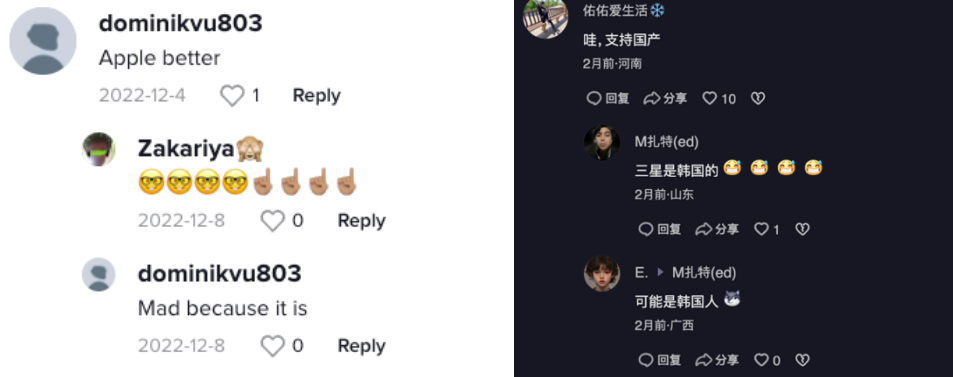 dominikvu803
Apple better
2022-12-4 1 Reply
Zakariya🙈
🤓🤓🤓🤓☝🏽☝🏽☝🏽☝🏽
2022-12-8 0 Reply
dominikvu803
Mad because it is
2022-12-8 0 Reply
佑佑爱生活❄️
哇,支持国产
2月前·河南
回复 分享 10
M扎特(ed)
三星是韩国的😅 😅 😅 😅
2月前·山东
回复 分享 1
E. ▸ M扎特(ed)
可能是韩国人
2月前·广西
回复 分享 0